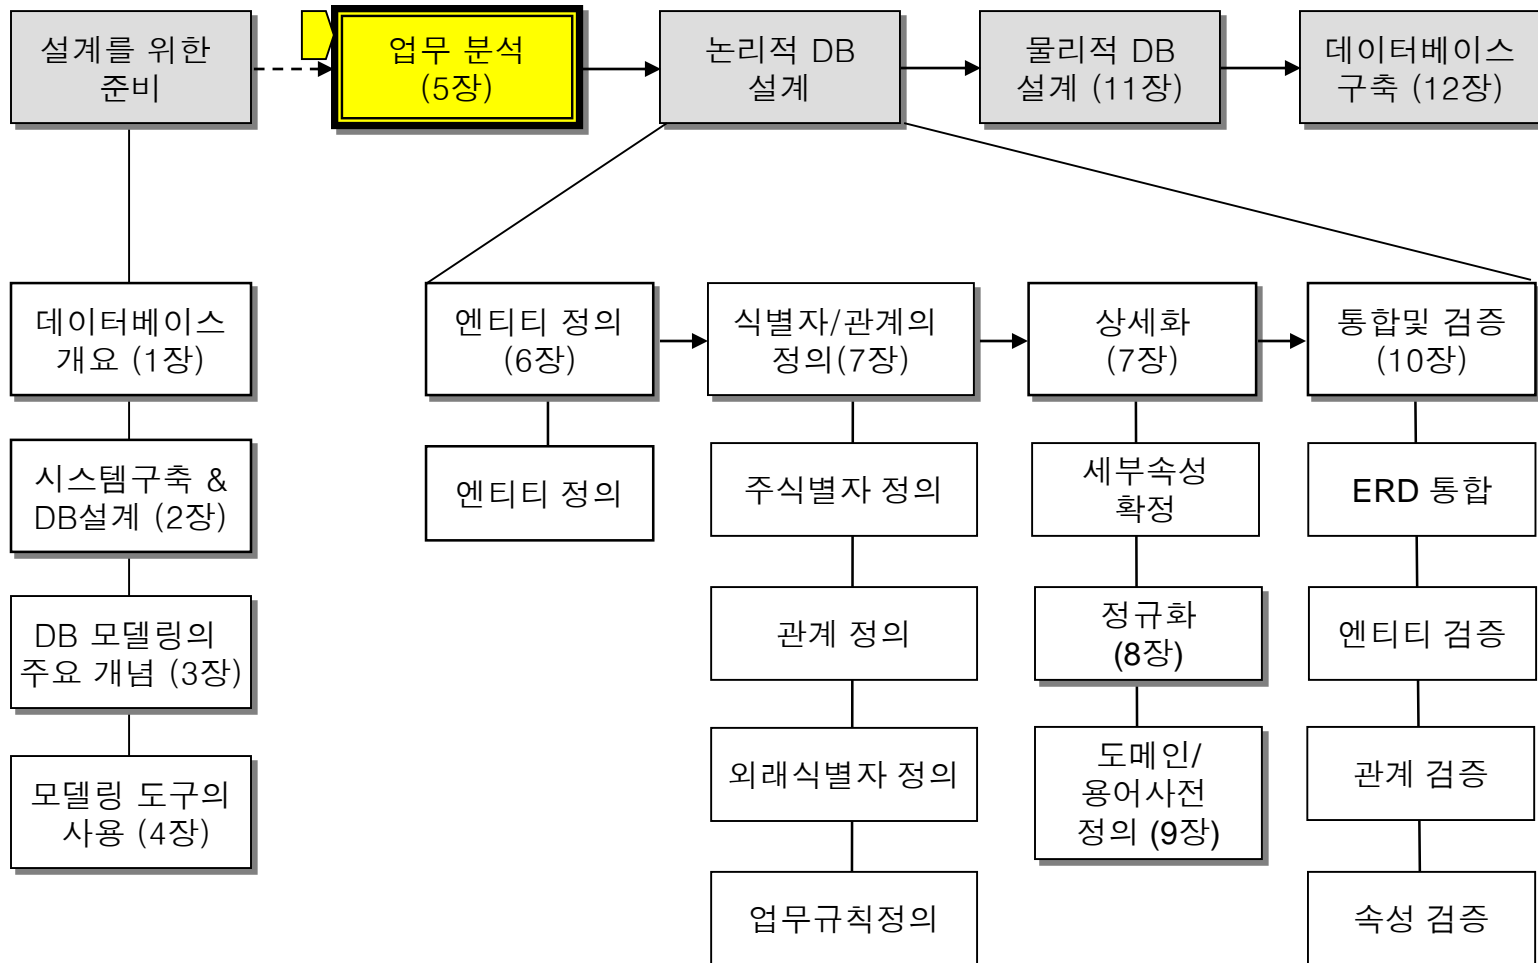 설계를 위한
준비
업무 분석
(5장)
논리적 DB
설계
물리적 DB
설계 (11장)
데이터베이스
구축 (12장)
데이터베이스
개요 (1장)
시스템구축 &
DB설계 (2장)
DB 모델링의
주요 개념 (3장)
모델링 도구의
사용 (4장)
엔티티 정의
(6장)
엔티티 정의
식별자/관계의
정의(7장)
주식별자 정의
관계 정의
외래식별자 정의
업무규칙정의
상세화
(7장)
세부속성
확정
정규화
(8장)
도메인/
용어사전
정의 (9장)
통합및 검증
(10장)
ERD 통합
엔티티 검증
관계 검증
속성 검증